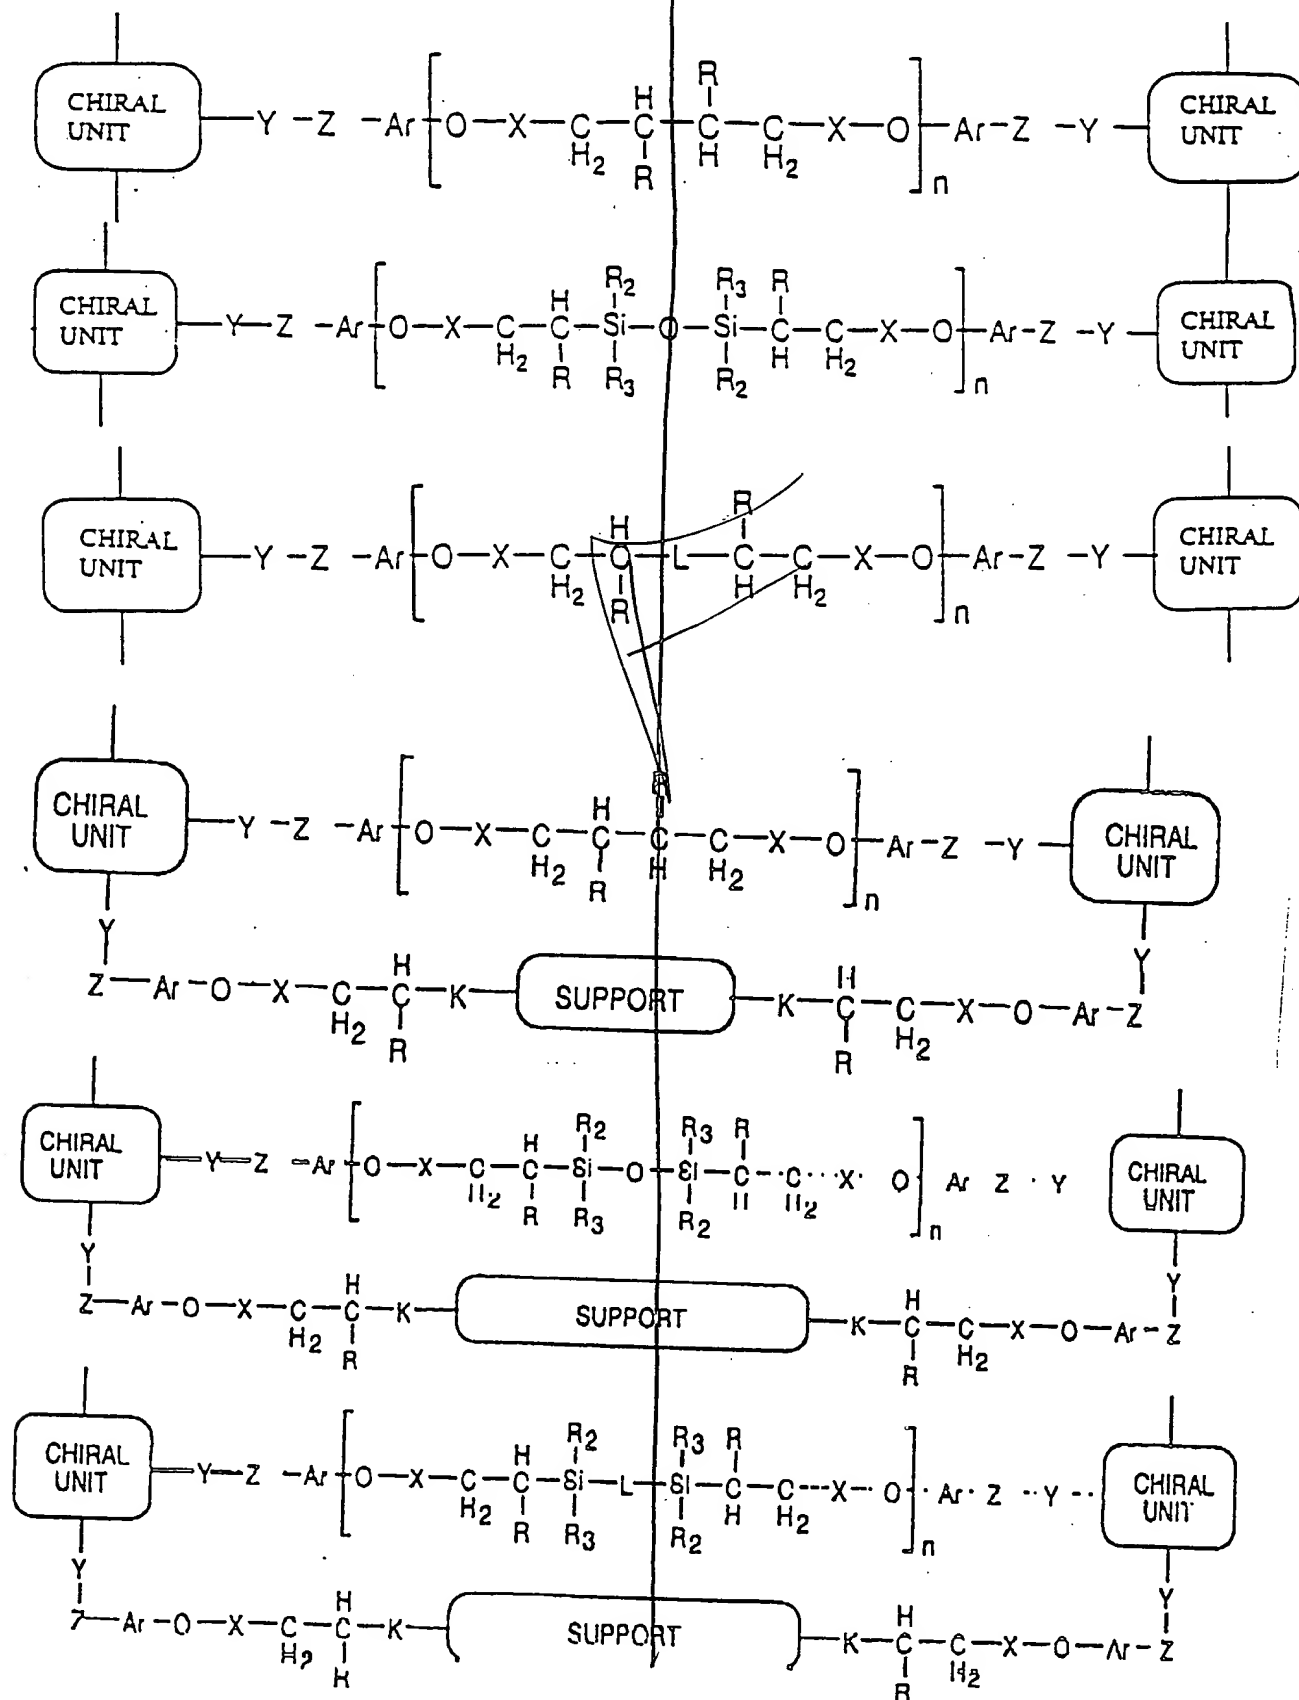 CHIRAL UNIT —Y—Z—Ar[O—X—C—C—C—C—X—O]Ar—Z—Y— CHIRAL UNIT
H R
H2 R H H2 n
CHIRAL UNIT —Y—Z—Ar[O—X—C—C—Si—O—Si—C—C—X—O]Ar—Z—Y— CHIRAL UNIT
H R2 R3 R
H2 R R3 R2 H H2 n
CHIRAL UNIT —Y—Z—Ar[O—X—C—C—L—C—C—X—O]Ar—Z—Y— CHIRAL UNIT
H R
H2 R H H2 n
CHIRAL UNIT —Y—Z—Ar[O—X—C—C—C—C—X—O]Ar—Z—Y— CHIRAL UNIT
H R
H2 R H H2 n
Y Y
Z—Ar—O—X—C—C—K— SUPPORT —K—C—C—X—O—Ar—Z
H H
H2 R R H2
CHIRAL UNIT —Y—Z—Ar[O—X—C—C—Si—O—Si—C—C—X—O]Ar Z Y CHIRAL UNIT
H R2 R3 R
H2 R R3 R2 H H2 n
Y Y
Z—Ar—O—X—C—C—K— SUPPORT —K—C—C—X—O—Ar—Z
H H
H2 R R H2
CHIRAL UNIT —Y—Z—Ar[O—X—C—C—Si—L—Si—C—C—X—O]Ar Z Y CHIRAL UNIT
H R2 R3 R
H2 R R3 R2 H H2 n
Y Y
Z—Ar—O—X—C—C—K— SUPPORT —K—C—C—X—O—Ar—Z
H H
H2 R R H2